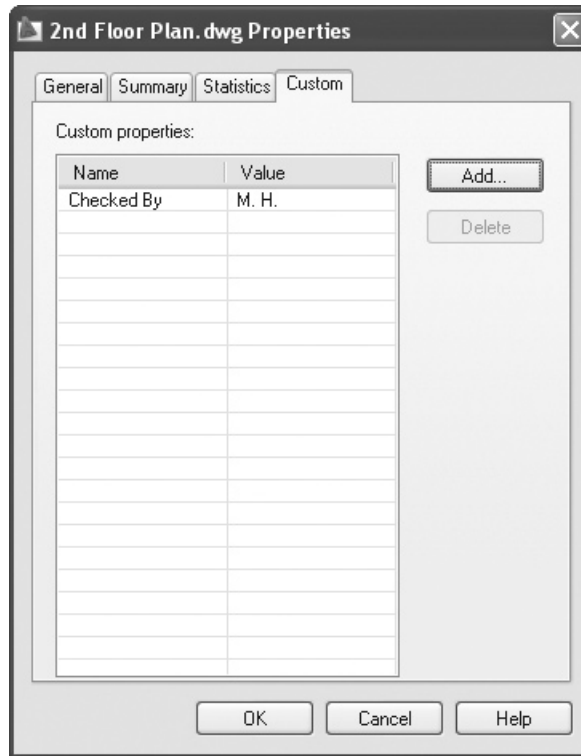 2nd Floor Plan.dwg Properties
General Summary Statistics Custom
Custom properties:
Name Value
Checked By M. H.
Add...
Delete
OK Cancel Help